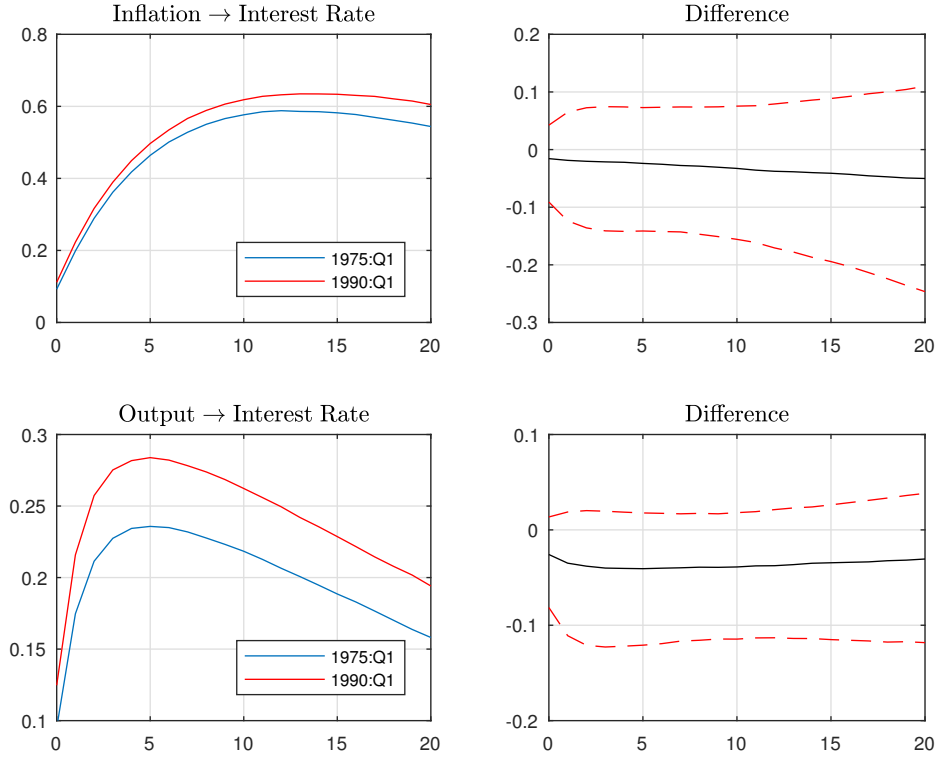 Inflation → Interest Rate
0.8
0.6
0.4
0.2
0
0 5 10 15 20
1975:Q1
1990:Q1
Difference
0.2
0.1
0
-0.1
-0.2
-0.3
0 5 10 15 20
Output → Interest Rate
0.3
0.25
0.2
0.15
0.1
0 5 10 15 20
1975:Q1
1990:Q1
Difference
0.1
0
-0.1
-0.2
0 5 10 15 20